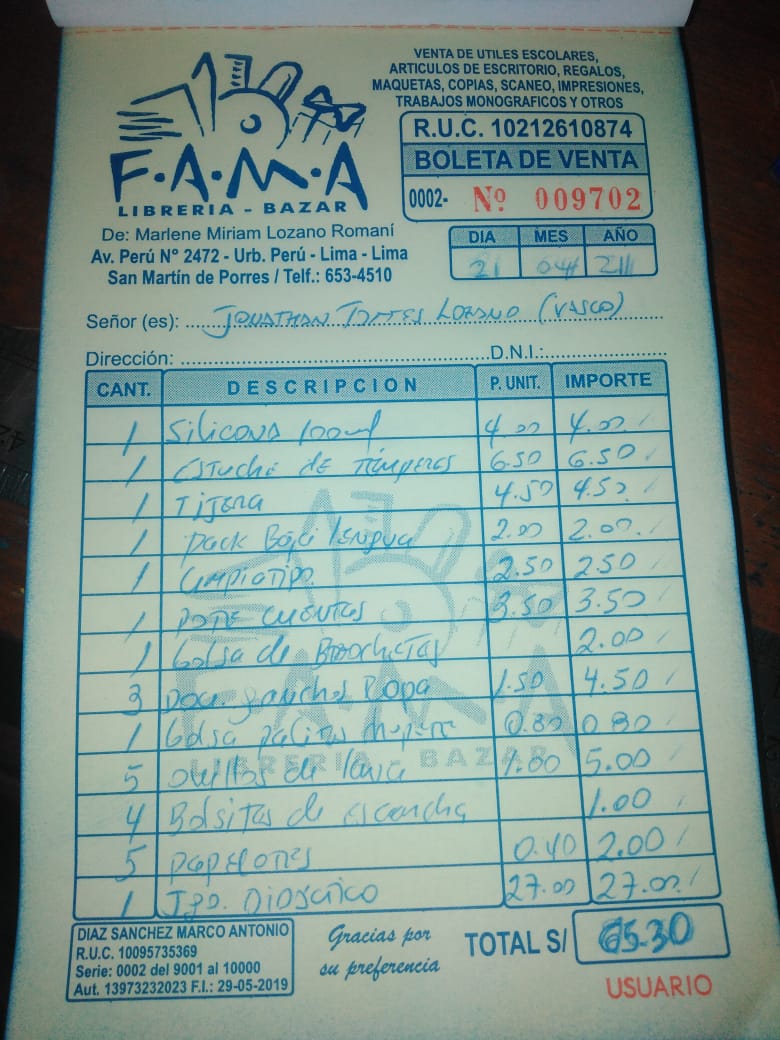 VENTA DE UTILES ESCOLARES,
ARTICULOS DE ESCRITORIO, REGALOS,
MAQUETAS, COPIAS, SCANEO, IMPRESIONES,
TRABAJOS MONOGRAFICOS Y OTROS
F·A·M·A
LIBRERIA - BAZAR
De: Marlene Miriam Lozano Romaní
Av. Perú Nº 2472 - Urb. Perú - Lima - Lima
San Martín de Porres / Telf.: 653-4510
R.U.C. 10212610874
BOLETA DE VENTA
0002- Nº 009702
DIA MES AÑO
21 04
Señor (es): Jonathan Torres Lozano (Vasco)
Dirección: D.N.I.:
CANT. DESCRIPCION P. UNIT. IMPORTE
1 Silicona 100ml 4.00 4.00
1 Estuche de Témperas 6.50 6.50
1 Tijera 4.50 4.50
1 Pack Baja lengua 2.00 2.00
1 Limpiatipo 2.50 2.50
1 Pote cuentas 3.50 3.50
1 bolsa de Brochetas 2.00
3 Doc. ganchos Ropa 1.50 4.50
1 bolsa palitos 0.80 0.80
5 ovillos de lana 1.00 5.00
4 Bolsitas de escarcha 1.00
5 papelotes 0.40 2.00
1 Jgo. Didáctico 27.00 27.00
F·A·M·A
LIBRERIA - BAZAR
DIAZ SANCHEZ MARCO ANTONIO
R.U.C. 10095735369
Serie: 0002 del 9001 al 10000
Aut. 13973232023 F.I.: 29-05-2019
Gracias por
su preferencia
TOTAL S/ 65.30
USUARIO